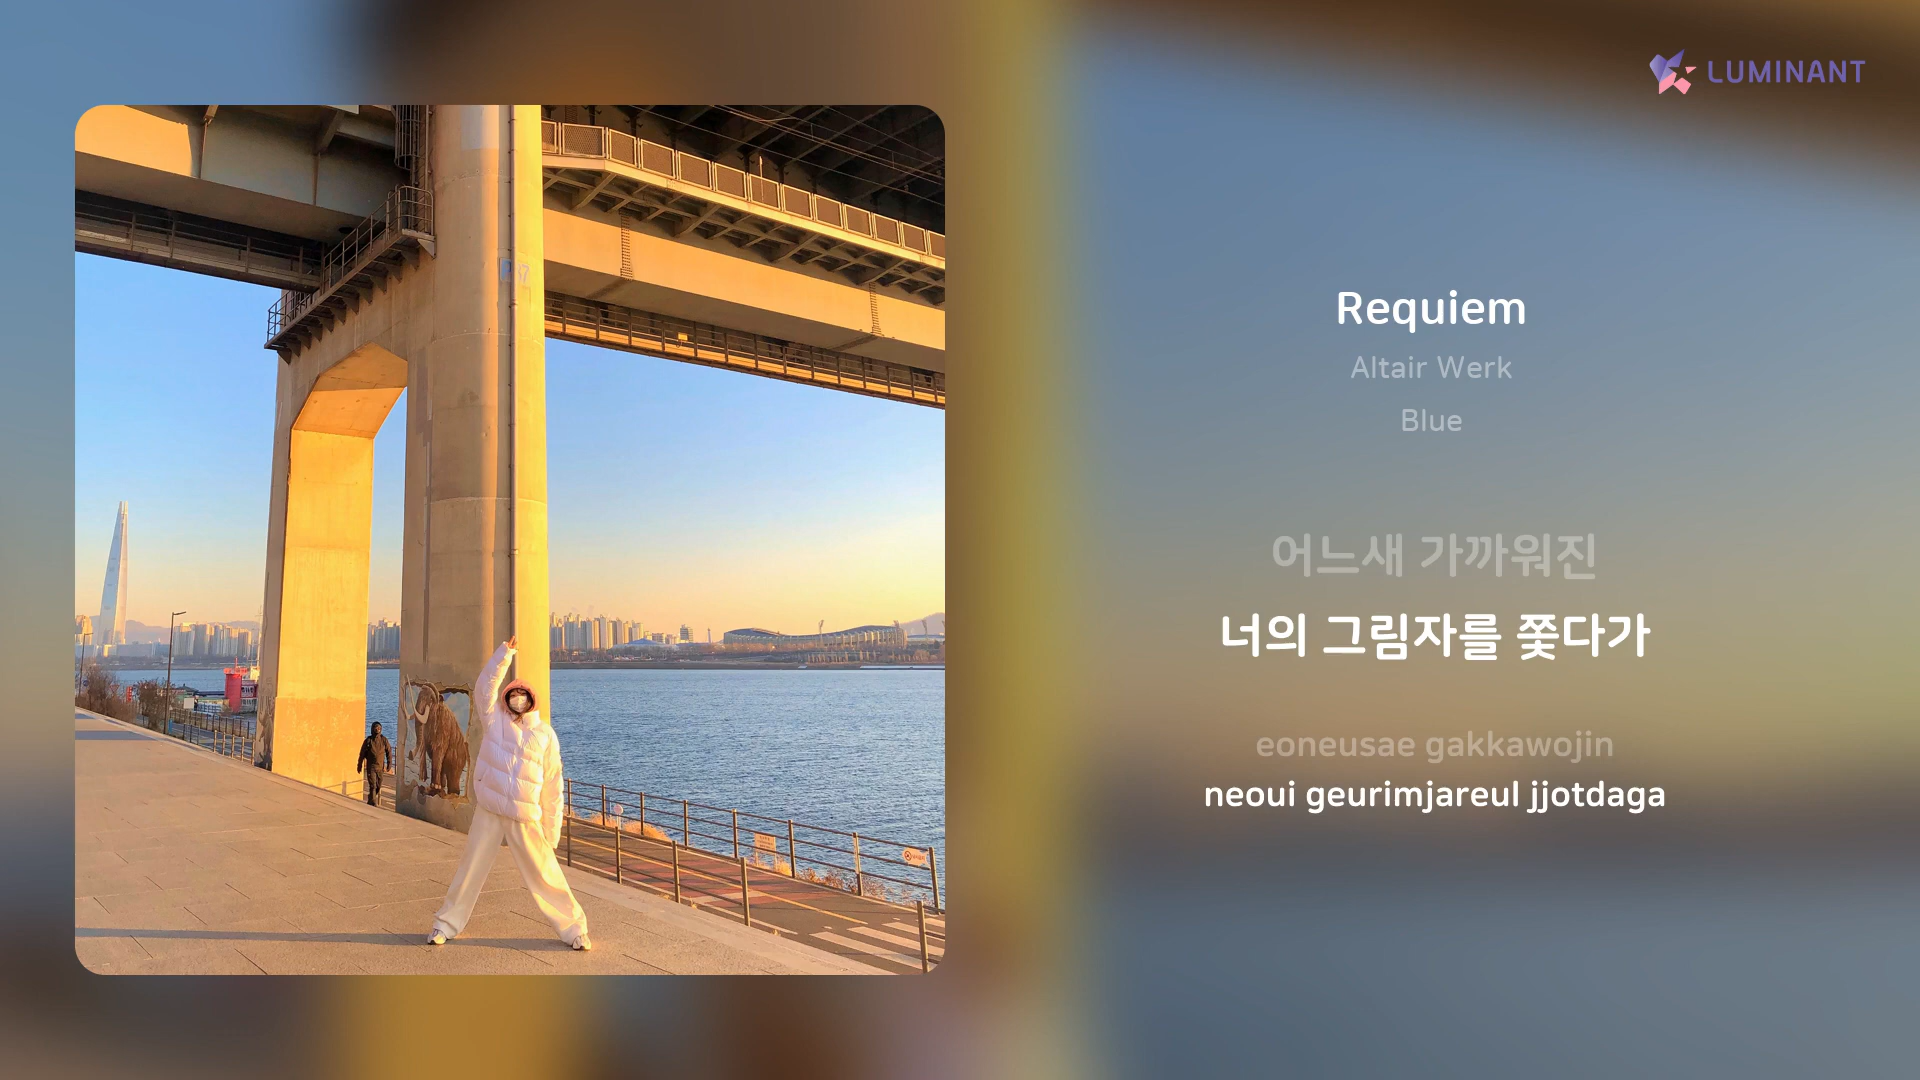 LUMINANT
Requiem
Altair Werk
Blue
어느새 가까워진
너의 그림자를 쫓다가
eoneusae gakkawojin
neoui geurimjareul jjotdaga